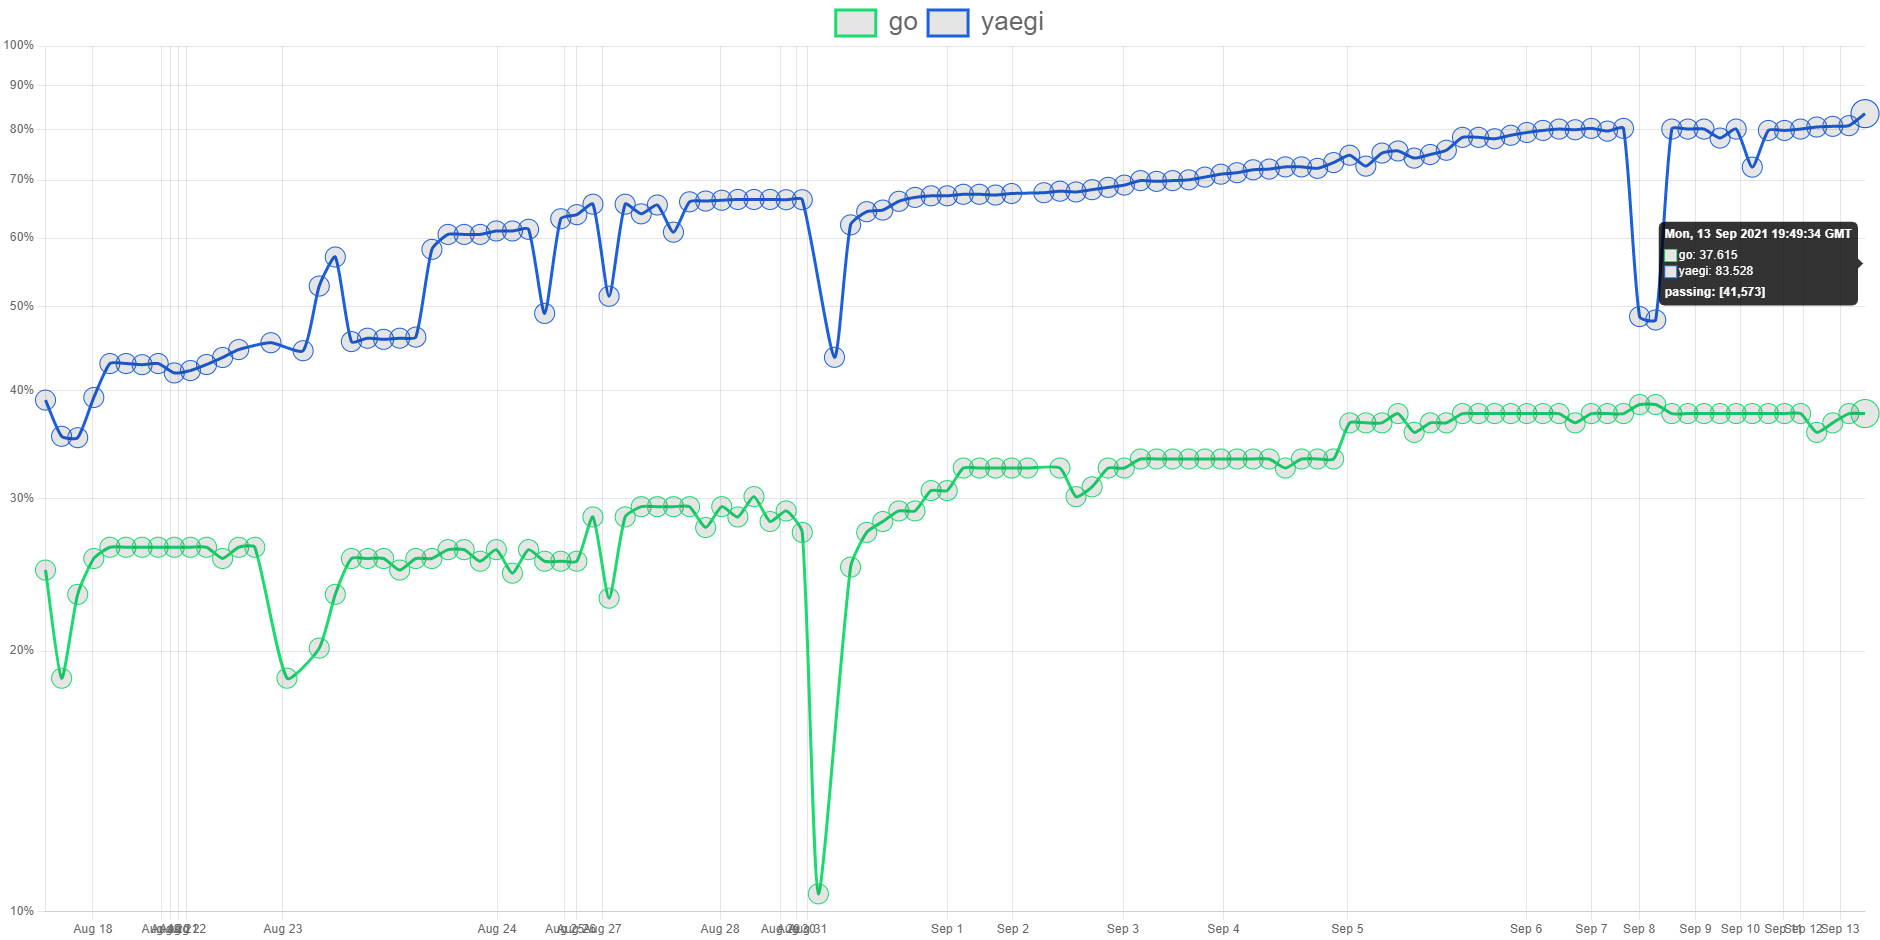 go yaegi
100%
90%
80%
70%
60%
50%
40%
30%
20%
10%
Mon, 13 Sep 2021 19:49:34 GMT
go: 37.615
yaegi: 83.528
passing: [41,573]
Aug 18 Aug 23 Aug 24 Aug 27 Aug 28 Sep 1 Sep 2 Sep 3 Sep 4 Sep 5 Sep 6 Sep 7 Sep 8 Sep 9 Sep 10 Sep 12 Sep 13